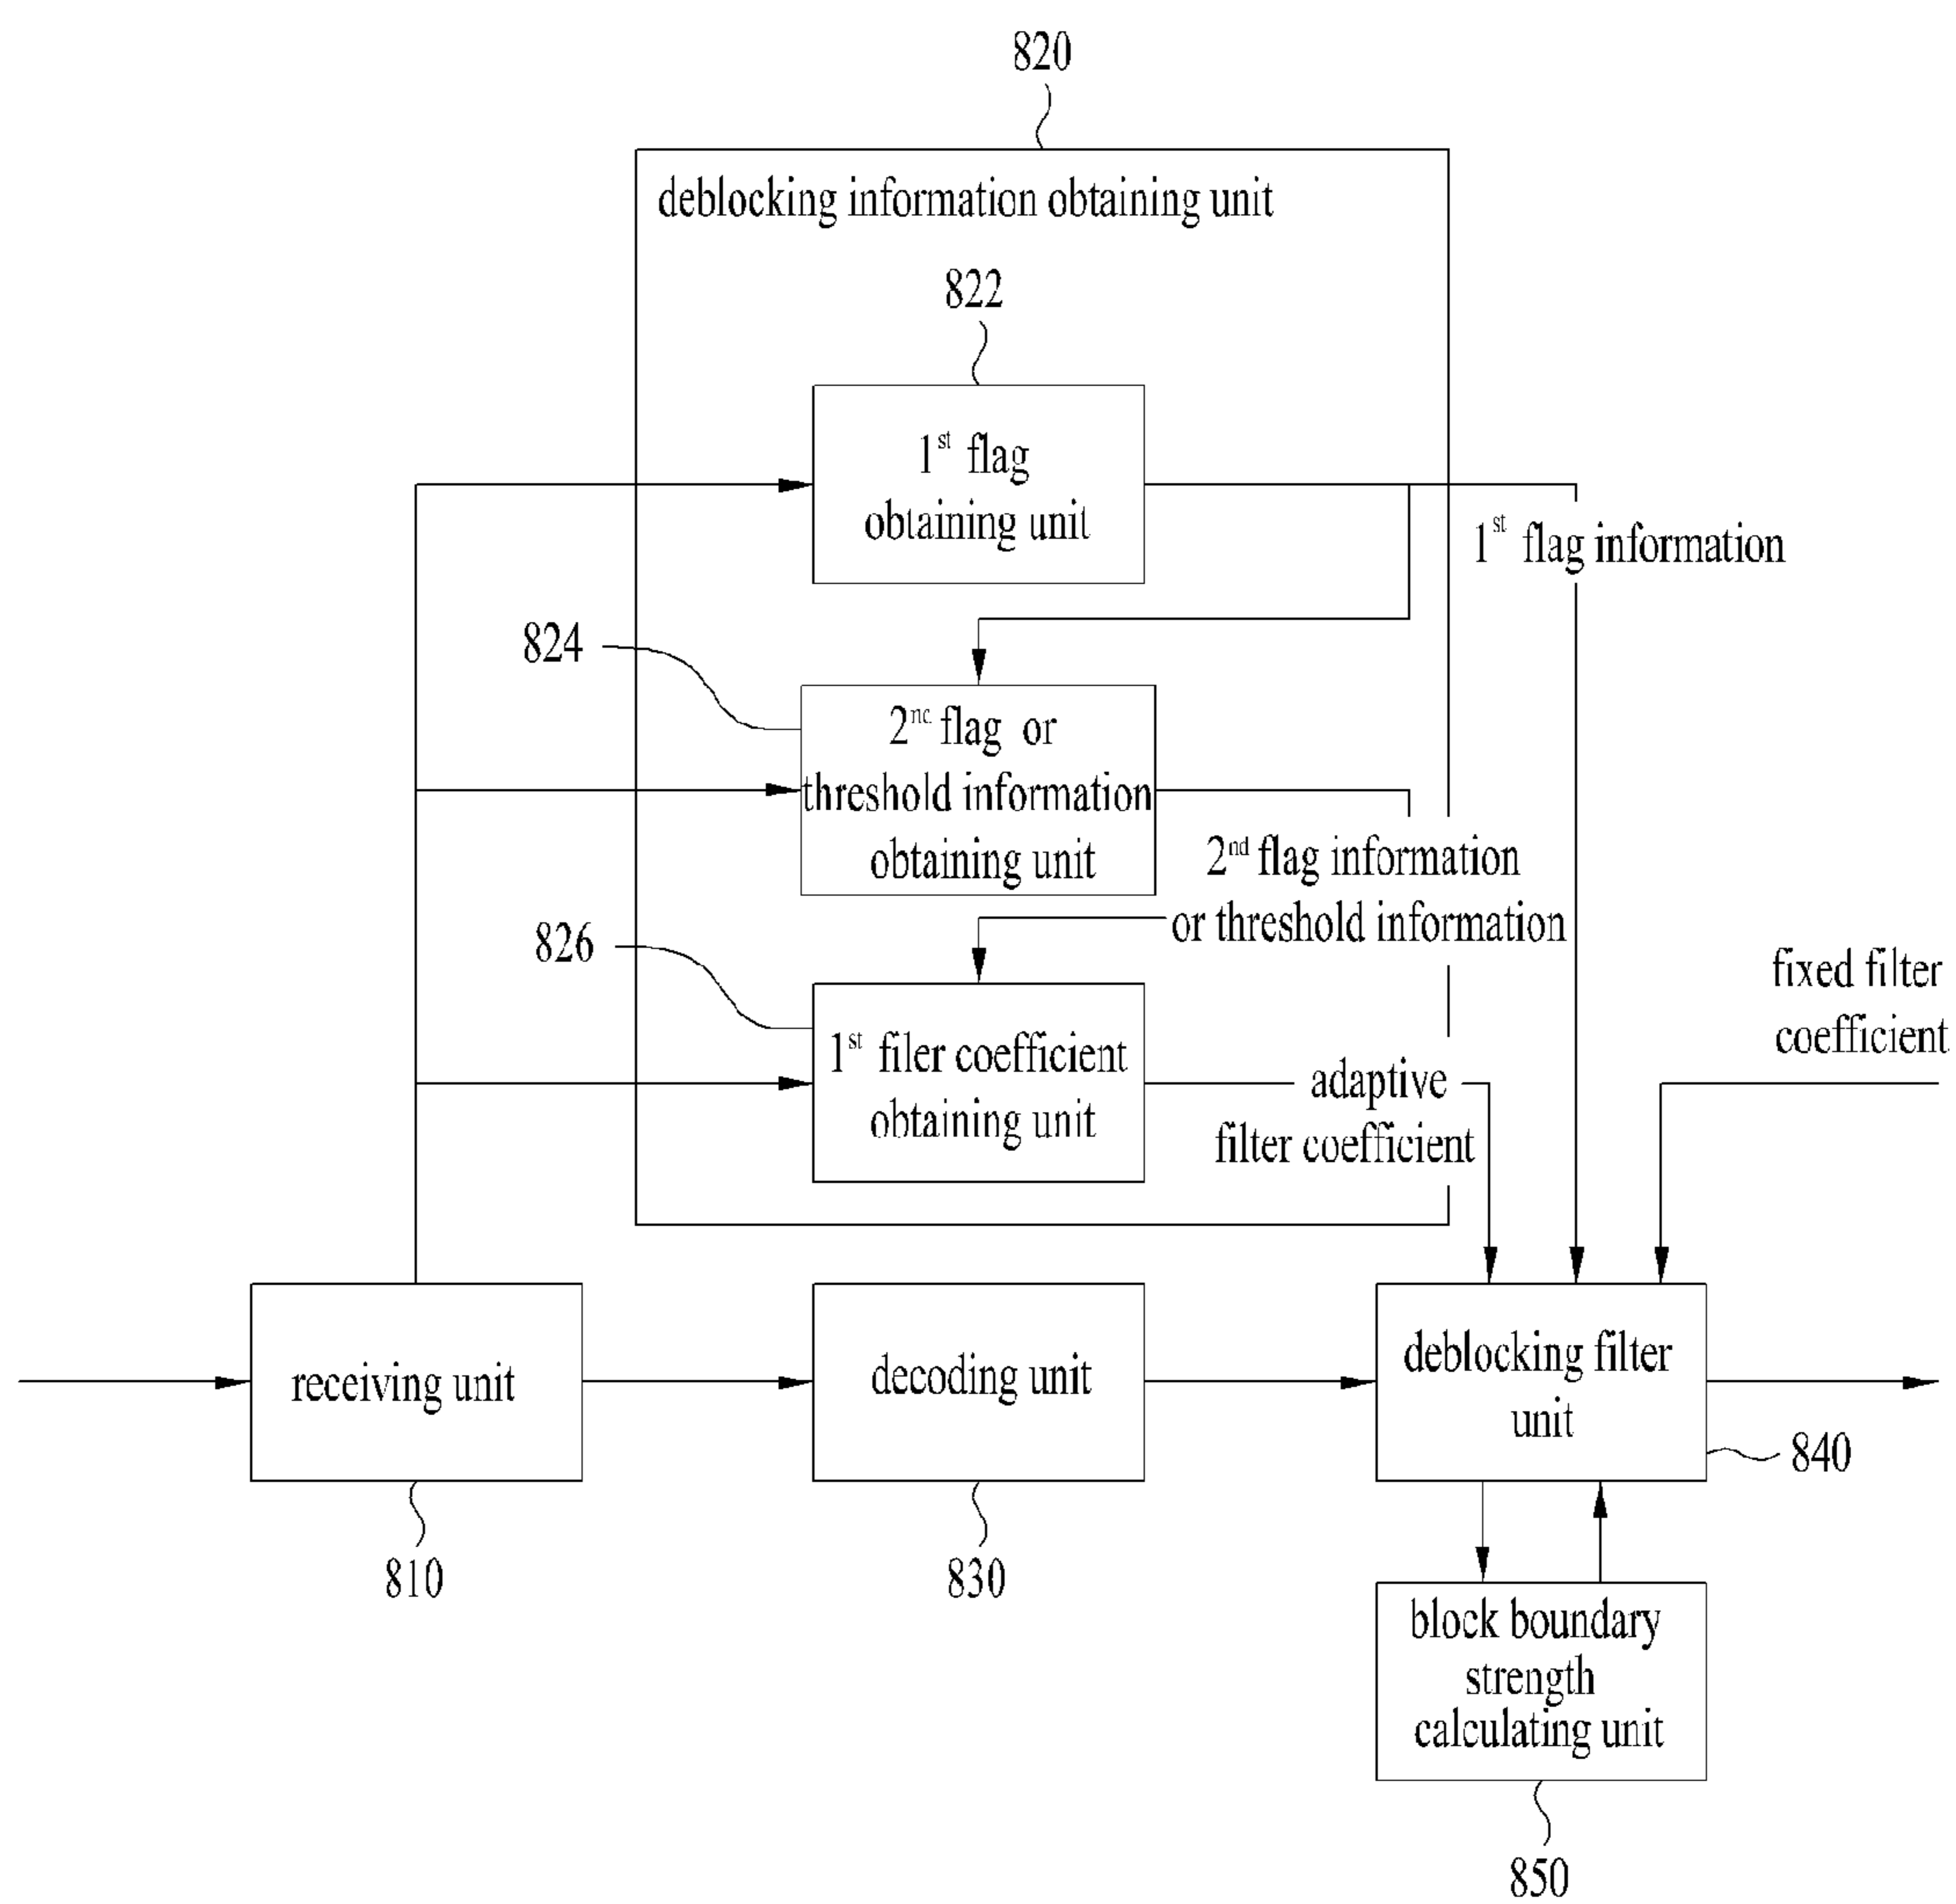 820
deblocking information obtaining unit
822
1st flag
obtaining unit
1st flag information
824
2nc flag or
threshold information
obtaining unit
2nd flag information
or threshold information
826
1st filer coefficient
obtaining unit
adaptive
filter coefficient
fixed filter
coefficient
receiving unit
decoding unit
deblocking filter
unit
840
810
830
block boundary
strength
calculating unit
850